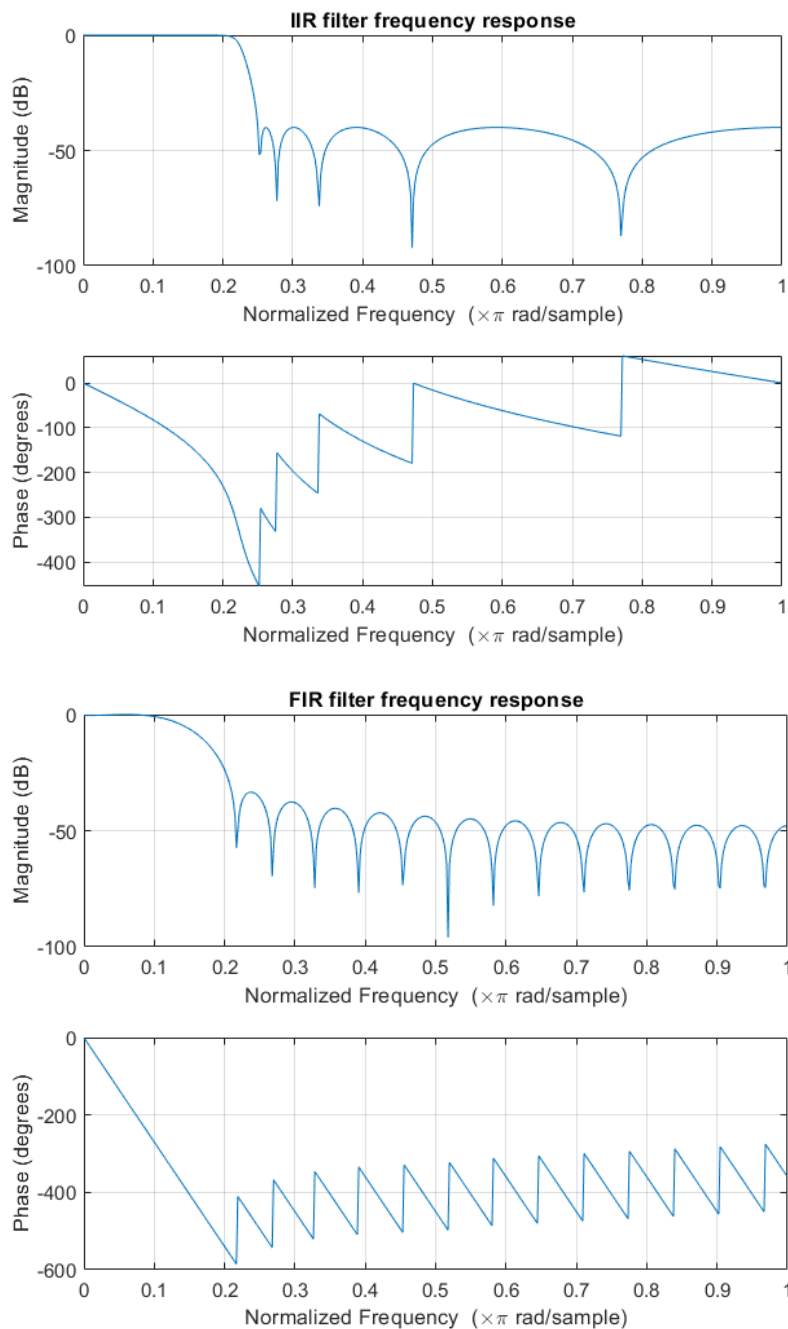 IIR filter frequency response
0
-50
-100
Magnitude (dB)
0 0.1 0.2 0.3 0.4 0.5 0.6 0.7 0.8 0.9 1
Normalized Frequency (×π rad/sample)
0
-100
-200
-300
-400
Phase (degrees)
0 0.1 0.2 0.3 0.4 0.5 0.6 0.7 0.8 0.9 1
Normalized Frequency (×π rad/sample)
FIR filter frequency response
0
-50
-100
Magnitude (dB)
0 0.1 0.2 0.3 0.4 0.5 0.6 0.7 0.8 0.9 1
Normalized Frequency (×π rad/sample)
0
-200
-400
-600
Phase (degrees)
0 0.1 0.2 0.3 0.4 0.5 0.6 0.7 0.8 0.9 1
Normalized Frequency (×π rad/sample)